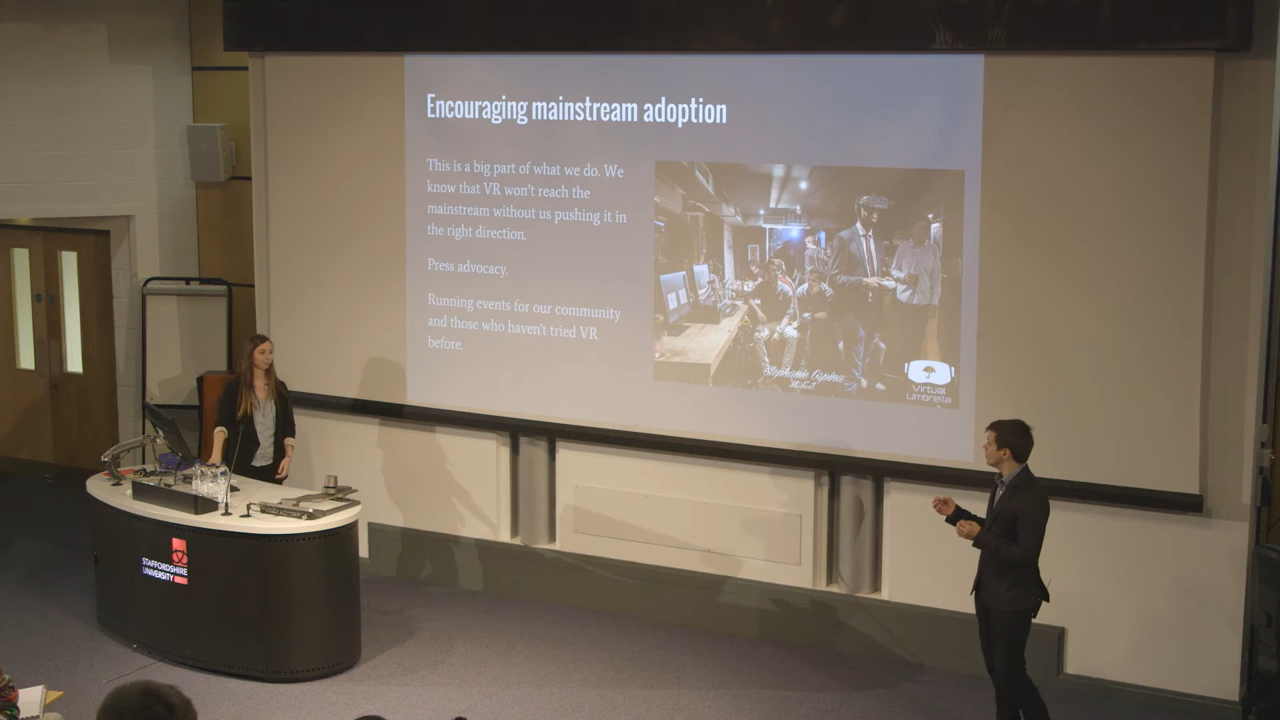 Encouraging mainstream adoption
This is a big part of what we do. We
know that VR won't reach the
mainstream without us pushing it in
the right direction.
Press advocacy.
Running events for our community
and those who haven't tried VR
before.
Stephanie Ospina
Virtual
Umbrella
STAFFORDSHIRE
UNIVERSITY